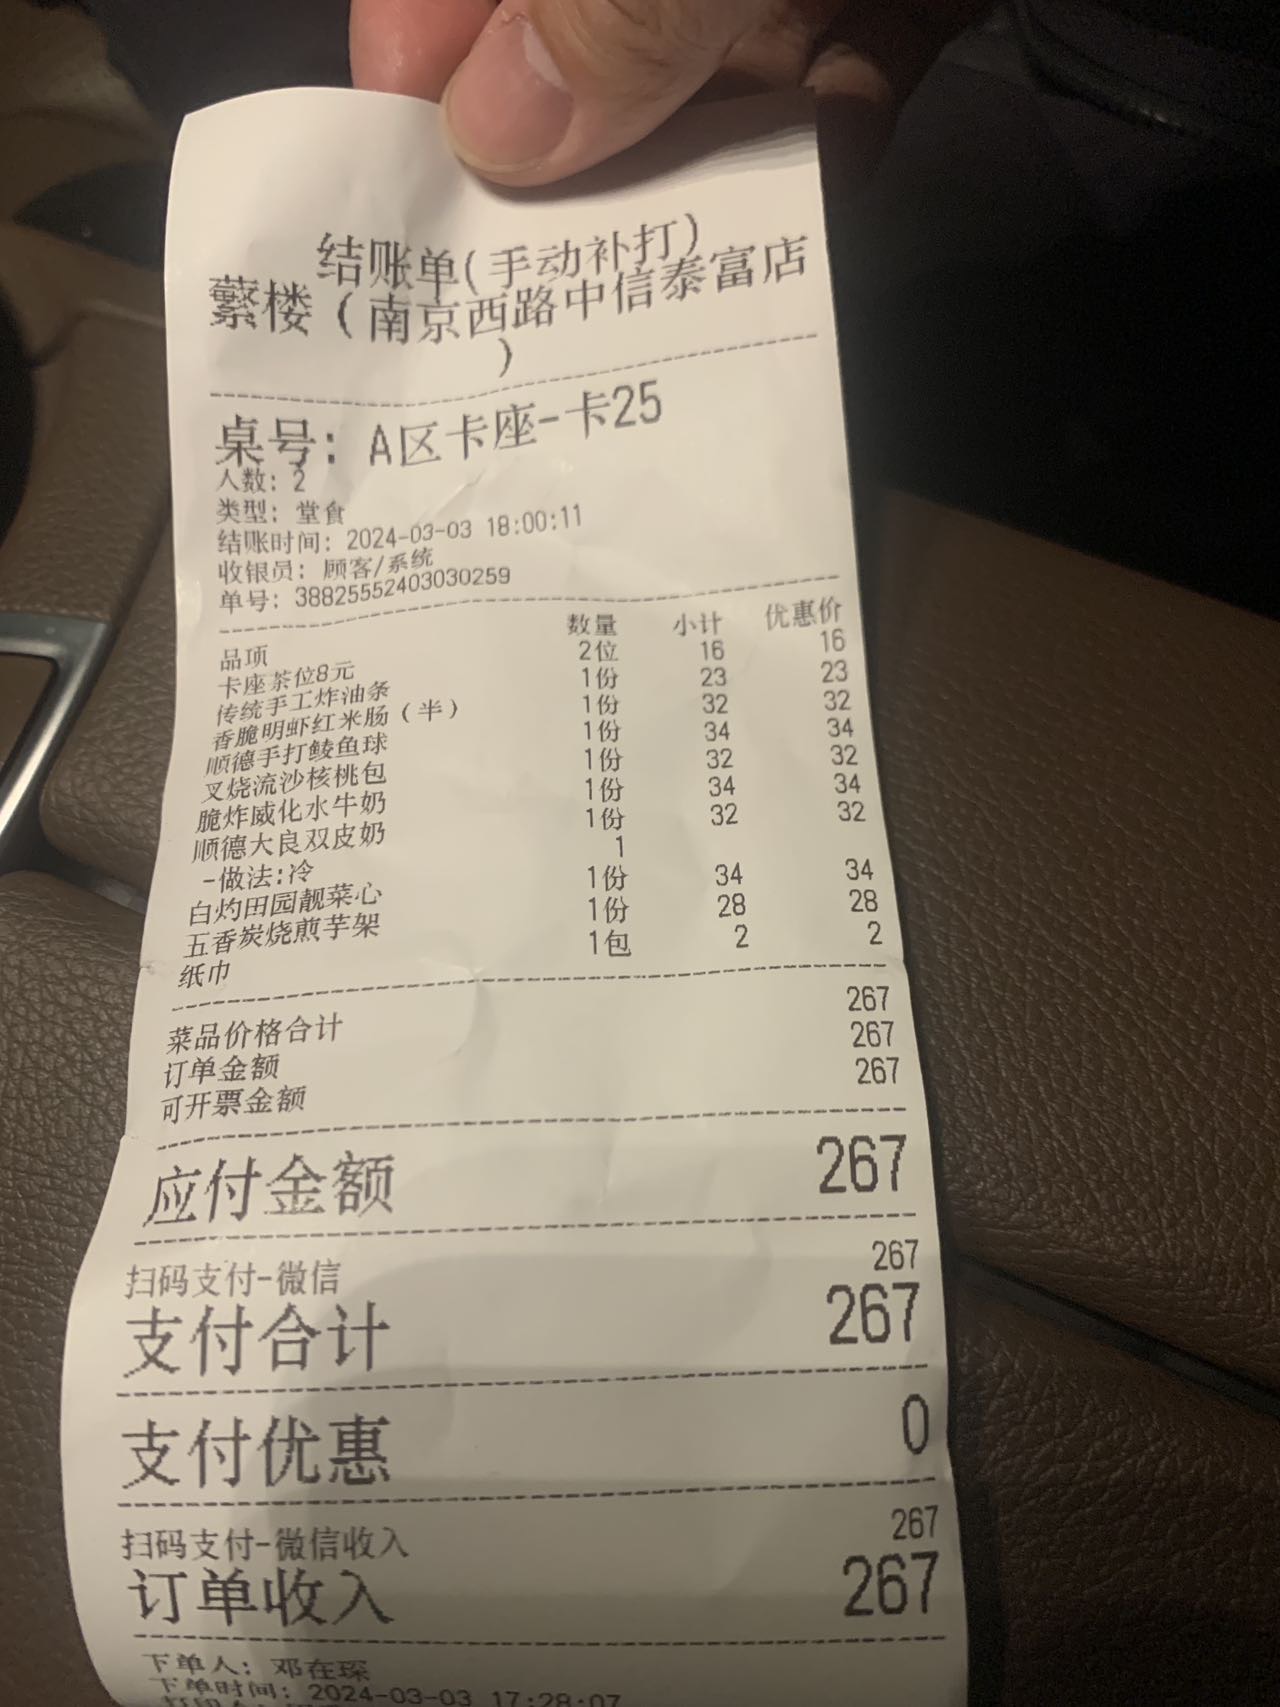 结账单(手动补打)
蘩楼（南京西路中信泰富店
）
桌号: A区卡座-卡25
人数: 2
类型: 堂食
结账时间: 2024-03-03 18:00:11
收银员: 顾客/系统
单号: 38825552403030259
品项 数量 小计 优惠价
卡座茶位8元 2位 16 16
传统手工炸油条 1份 23 23
香脆明虾红米肠（半） 1份 32 32
顺德手打鲮鱼球 1份 34 34
叉烧流沙核桃包 1份 32 32
脆炸威化水牛奶 1份 34 34
顺德大良双皮奶 1份 32 32
-做法:冷 1
白灼田园靓菜心 1份 34 34
五香炭烧煎芋架 1份 28 28
纸巾 1包 2 2
菜品价格合计 267
订单金额 267
可开票金额 267
应付金额 267
扫码支付-微信 267
支付合计 267
支付优惠 0
扫码支付-微信收入 267
订单收入 267
下单人: 邓在琛
下单时间: 2024-03-03 17:28:07